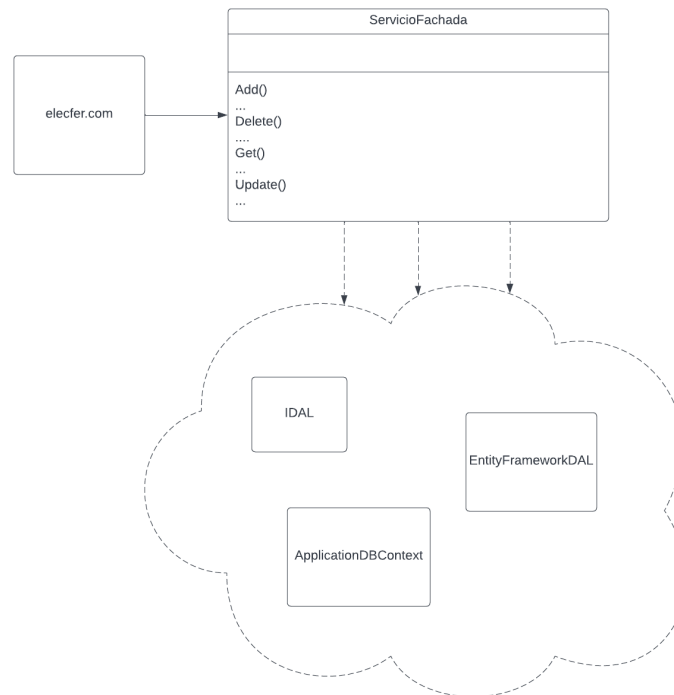 ServicioFachada
elecfer.com
Add()
...
Delete()
....
Get()
...
Update()
...
IDAL
EntityFrameworkDAL
ApplicationDBContext